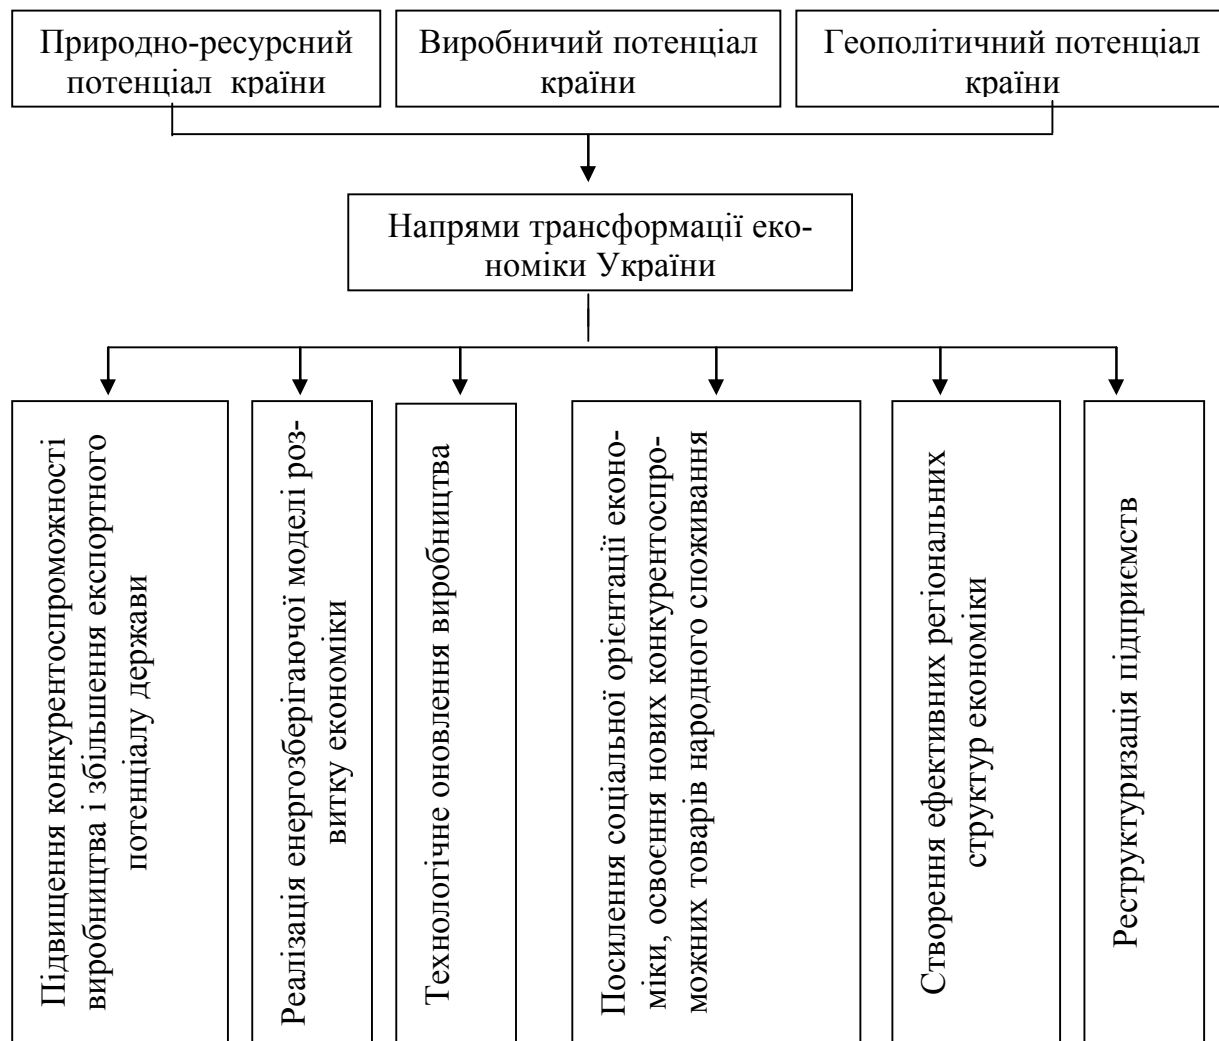 Природно-ресурсний
потенціал країни
Виробничий потенціал
країни
Геополітичний потенціал
країни
Напрями трансформації еко-
номіки України
Підвищення конкурентоспроможності
виробництва і збільшення експортного
потенціалу держави
Реалізація енергозберігаючої моделі роз-
витку економіки
Технологічне оновлення виробництва
Посилення соціальної орієнтації еконо-
міки, освоєння нових конкурентоспро-
можних товарів народного споживання
Створення ефективних регіональних
структур економіки
Реструктуризація підприємств